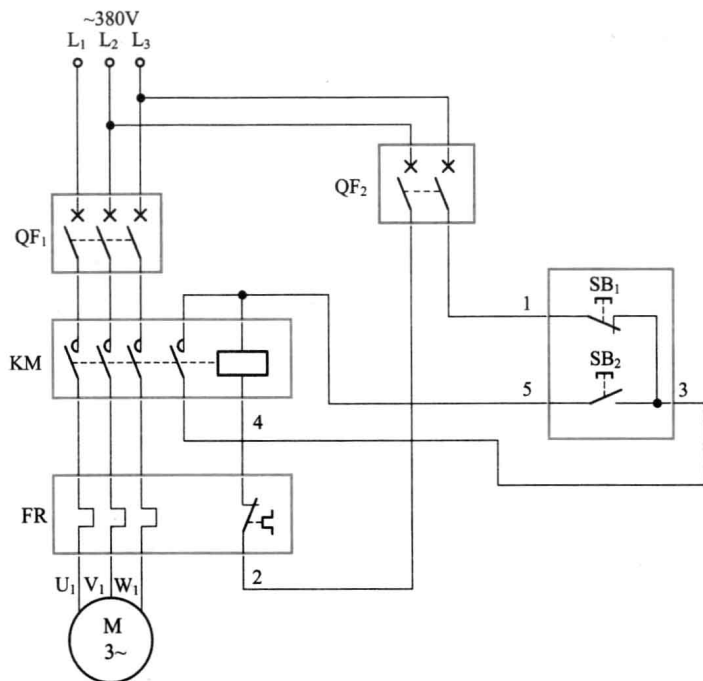 ~380V
L₁ L₂ L₃
QF₂
QF₁
1
SB₁
KM
SB₂
5
3
4
FR
2
U₁ V₁ W₁
M
3~